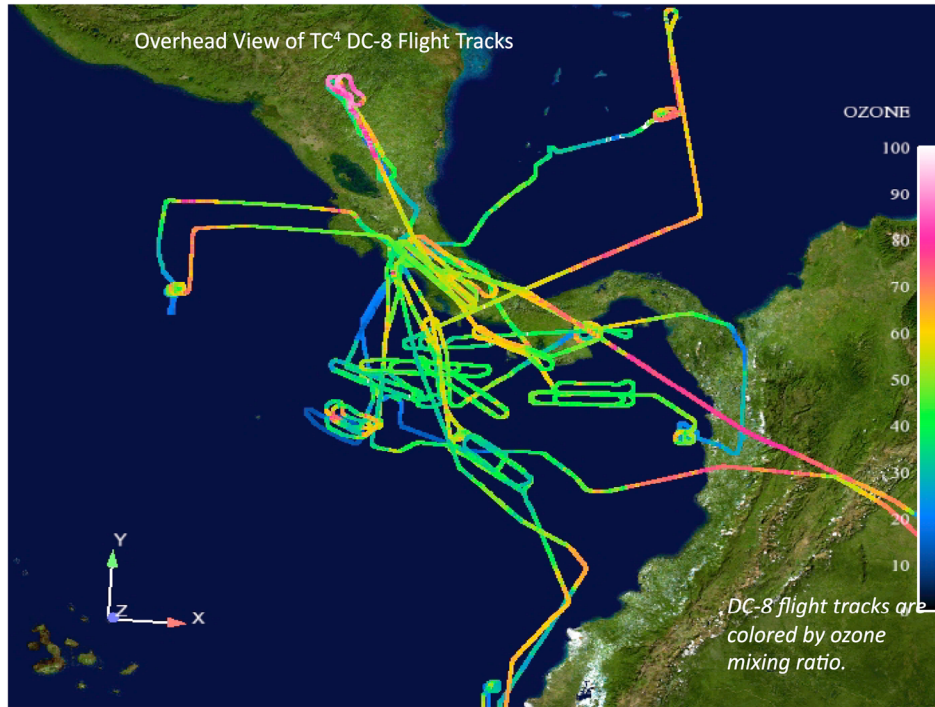 Overhead View of TC⁴ DC-8 Flight Tracks
OZONE
100
90
80
70
60
50
40
30
20
10
0
Y
Z
X
DC-8 flight tracks are
colored by ozone
mixing ratio.